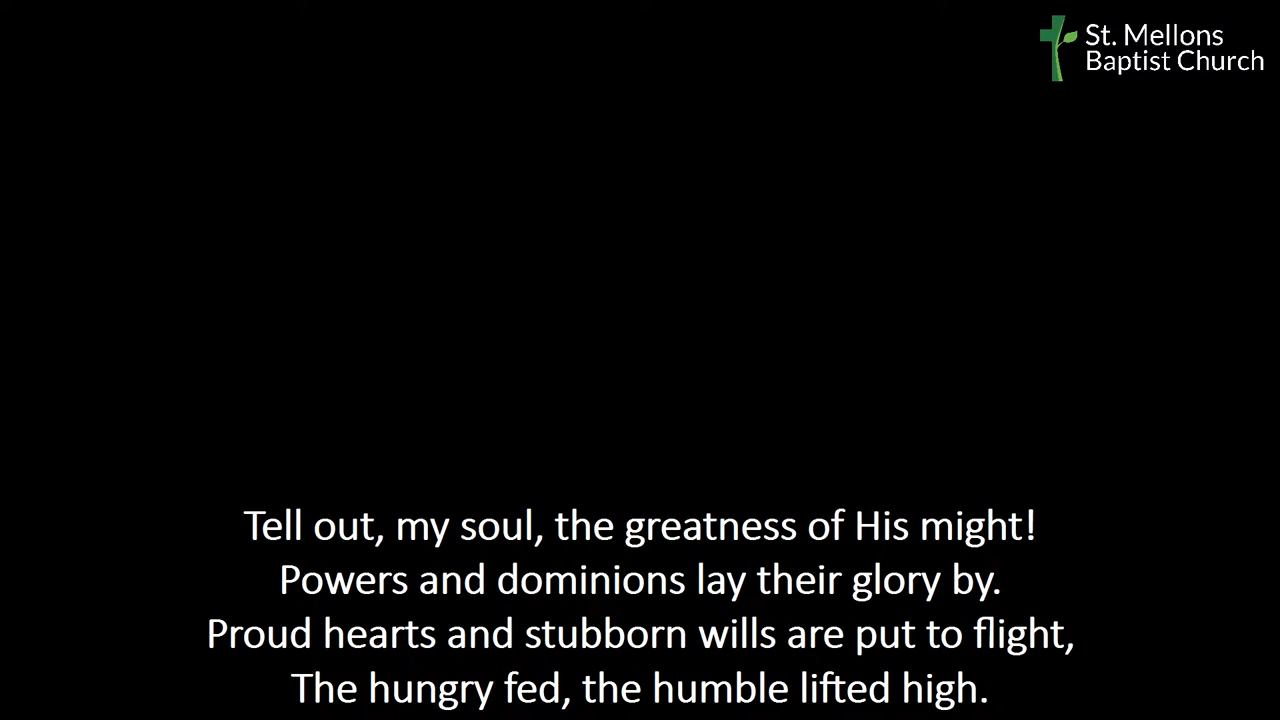 St. Mellons
Baptist Church
Tell out, my soul, the greatness of His might!
Powers and dominions lay their glory by.
Proud hearts and stubborn wills are put to flight,
The hungry fed, the humble lifted high.